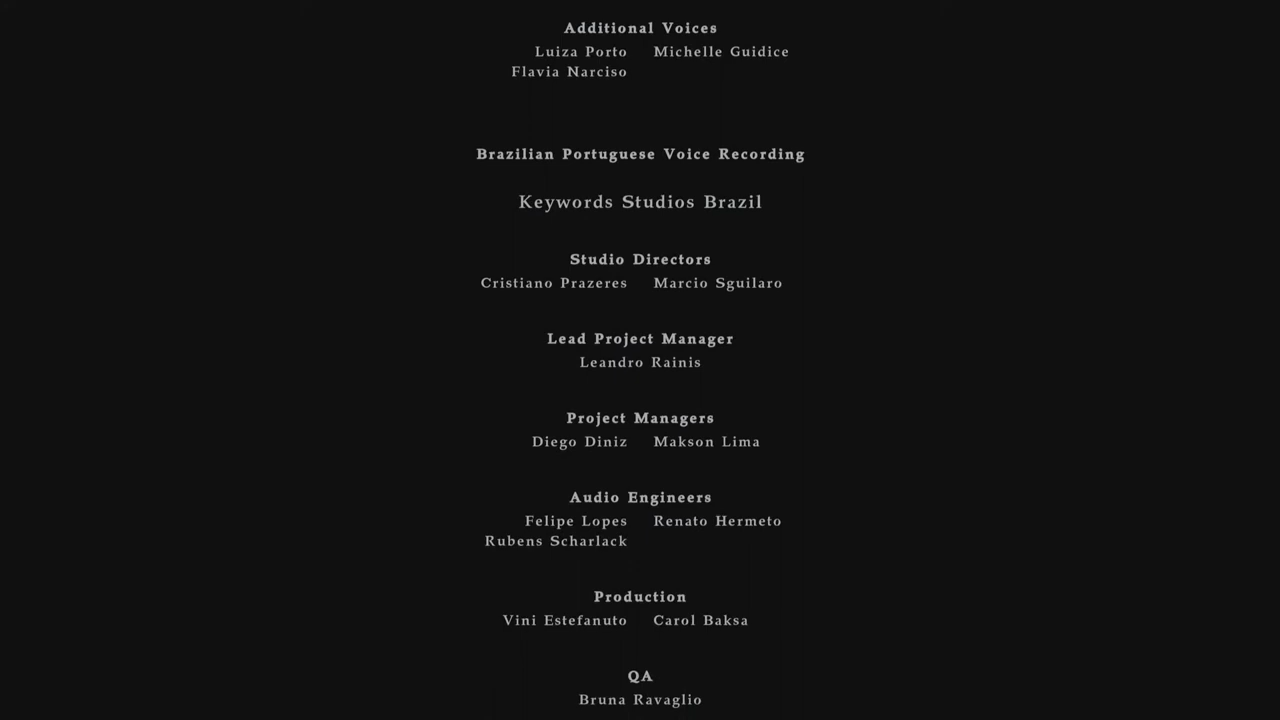 Additional Voices
Luiza Porto Michelle Guidice
Flavia Narciso
Brazilian Portuguese Voice Recording
Keywords Studios Brazil
Studio Directors
Cristiano Prazeres Marcio Sguilaro
Lead Project Manager
Leandro Rainis
Project Managers
Diego Diniz Makson Lima
Audio Engineers
Felipe Lopes Renato Hermeto
Rubens Scharlack
Production
Vini Estefanuto Carol Baksa
QA
Bruna Ravaglio